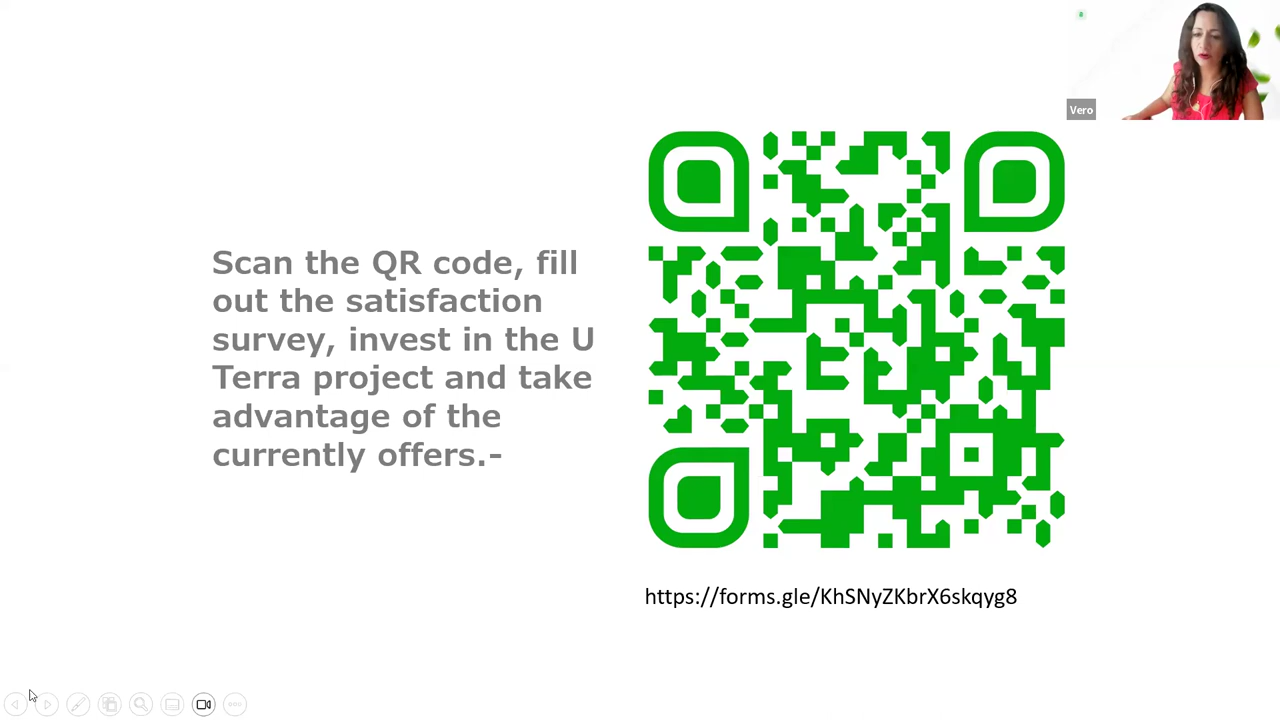 Vero
Scan the QR code, fill
out the satisfaction
survey, invest in the U
Terra project and take
advantage of the
currently offers.-
https://forms.gle/KhSNyZKbrX6skqyg8